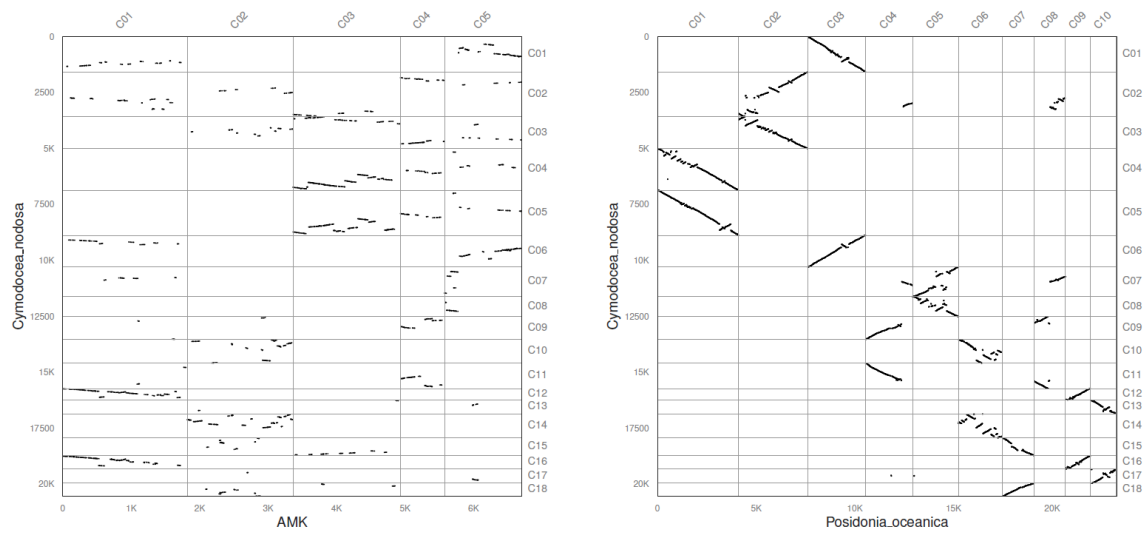 C01 C02 C03 C04 C05
0
2500
5K
7500
10K
12500
15K
17500
20K
Cymodocea_nodosa
C01
C02
C03
C04
C05
C06
C07
C08
C09
C10
C11
C12
C13
C14
C15
C16
C17
C18
0 1K 2K 3K 4K 5K 6K
AMK
C01 C02 C03 C04 C05 C06 C07 C08 C09 C10
0
2500
5K
7500
10K
12500
15K
17500
20K
Cymodocea_nodosa
C01
C02
C03
C04
C05
C06
C07
C08
C09
C10
C11
C12
C13
C14
C15
C16
C17
C18
0 5K 10K 15K 20K
Posidonia_oceanica